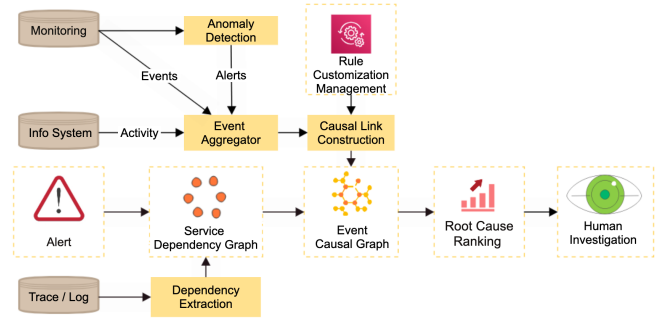 Monitoring
Anomaly
Detection
Rule
Customization
Management
Events
Alerts
Info System
Activity
Event
Aggregator
Causal Link
Construction
Alert
Service
Dependency Graph
Event
Causal Graph
Root Cause
Ranking
Human
Investigation
Trace / Log
Dependency
Extraction